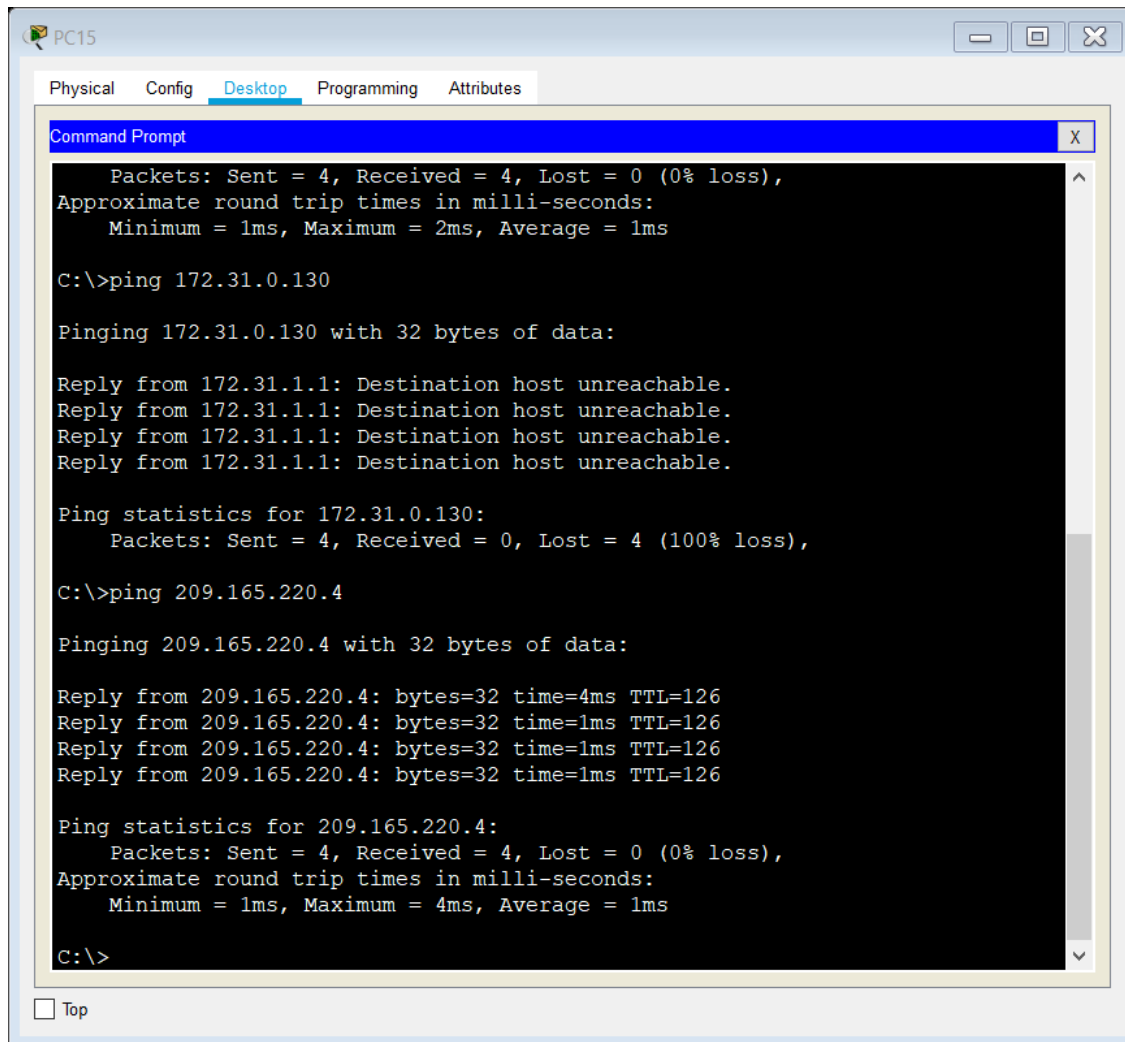 PC15
Physical Config Desktop Programming Attributes
Command Prompt X
Packets: Sent = 4, Received = 4, Lost = 0 (0% loss),
Approximate round trip times in milli-seconds:
Minimum = 1ms, Maximum = 2ms, Average = 1ms
C:\>ping 172.31.0.130
Pinging 172.31.0.130 with 32 bytes of data:
Reply from 172.31.1.1: Destination host unreachable.
Reply from 172.31.1.1: Destination host unreachable.
Reply from 172.31.1.1: Destination host unreachable.
Reply from 172.31.1.1: Destination host unreachable.
Ping statistics for 172.31.0.130:
Packets: Sent = 4, Received = 0, Lost = 4 (100% loss),
C:\>ping 209.165.220.4
Pinging 209.165.220.4 with 32 bytes of data:
Reply from 209.165.220.4: bytes=32 time=4ms TTL=126
Reply from 209.165.220.4: bytes=32 time=1ms TTL=126
Reply from 209.165.220.4: bytes=32 time=1ms TTL=126
Reply from 209.165.220.4: bytes=32 time=1ms TTL=126
Ping statistics for 209.165.220.4:
Packets: Sent = 4, Received = 4, Lost = 0 (0% loss),
Approximate round trip times in milli-seconds:
Minimum = 1ms, Maximum = 4ms, Average = 1ms
C:\>
Top